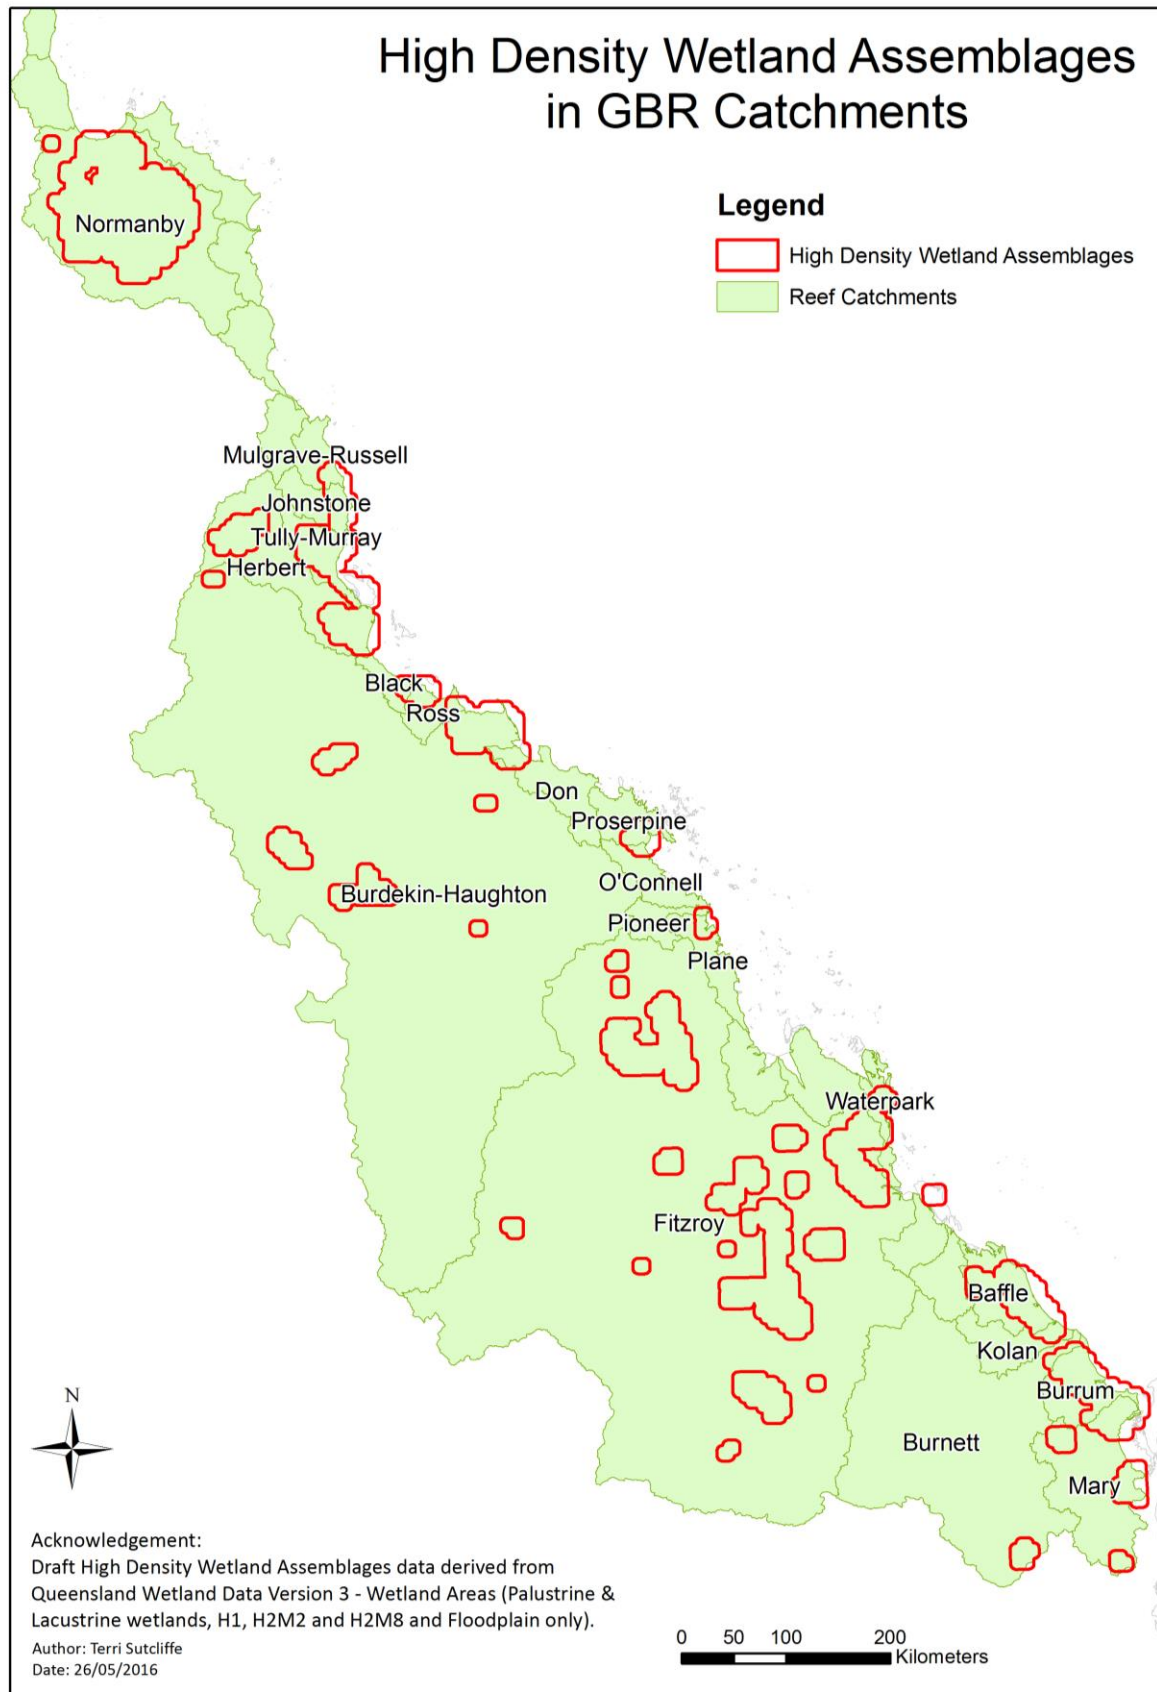 High Density Wetland Assemblages
in GBR Catchments
Legend
High Density Wetland Assemblages
Reef Catchments
Normanby
Mulgrave-Russell
Johnstone
Tully-Murray
Herbert
Black
Ross
Don
Proserpine
O'Connell
Burdekin-Haughton
Pioneer
Plane
Waterpark
Fitzroy
Baffle
Kolan
Burrum
Burnett
Mary
N
Acknowledgement:
Draft High Density Wetland Assemblages data derived from
Queensland Wetland Data Version 3 - Wetland Areas (Palustrine &
Lacustrine wetlands, H1, H2M2 and H2M8 and Floodplain only).
Author: Terri Sutcliffe
Date: 26/05/2016
0 50 100 200
Kilometers